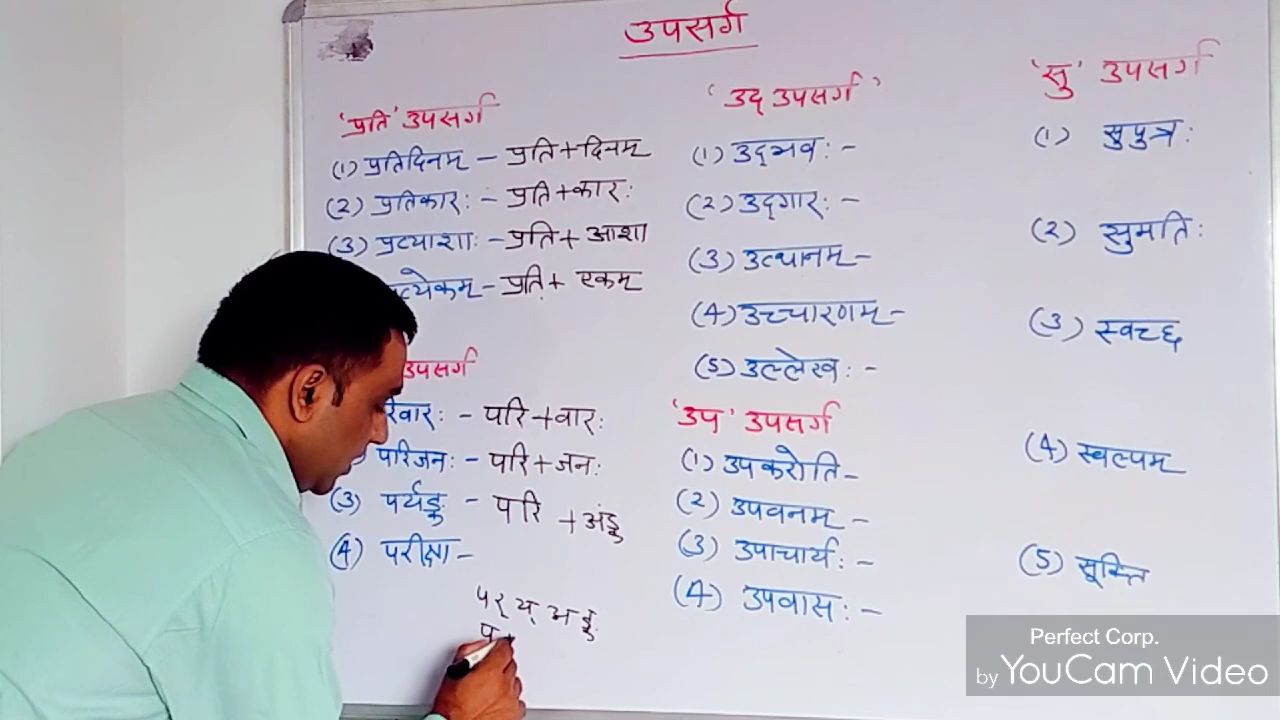 उपसर्ग
'प्रति' उपसर्ग
(1) प्रतिदिनम् - प्रति+दिनम्
(2) प्रतिकारः - प्रति+कारः
(3) प्रत्याशाः - प्रति+ आशा
त्येकम् - प्रति+ एकम्
उपसर्ग
रिवारः - परि+वारः
परिजनः - परि+जनः
(3) पर्यङ्कः - परि + अंङ्कः
(4) परीक्षा -
पर् य् अ ङ्कः
'उद् उपसर्ग'
(1) उद्भवः -
(2) उद्गारः -
(3) उत्थानम् -
(4) उच्चारणम् -
(5) उल्लेखः -
'उप' उपसर्ग
(1) उपकरोति -
(2) उपवनम् -
(3) उपाचार्यः -
(4) उपवासः -
'सु' उपसर्ग
(1) सुपुत्रः
(2) सुमतिः
(3) स्वच्छ
(4) स्वल्पम्
(5) सूक्ति
Perfect Corp.
by YouCam Video